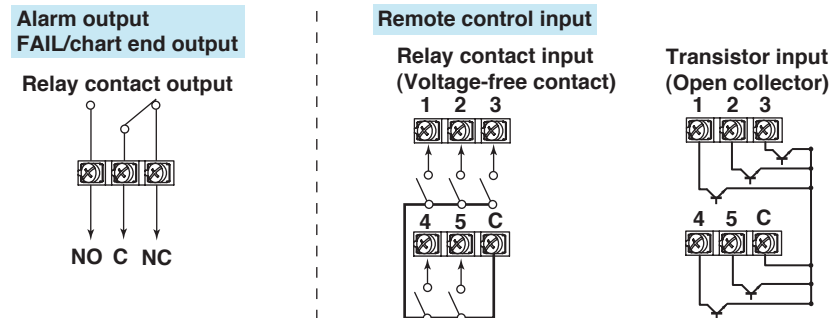 Alarm output
FAIL/chart end output
Relay contact output
NO C NC
Remote control input
Relay contact input
(Voltage-free contact)
1 2 3
4 5 C
Transistor input
(Open collector)
1 2 3
4 5 C